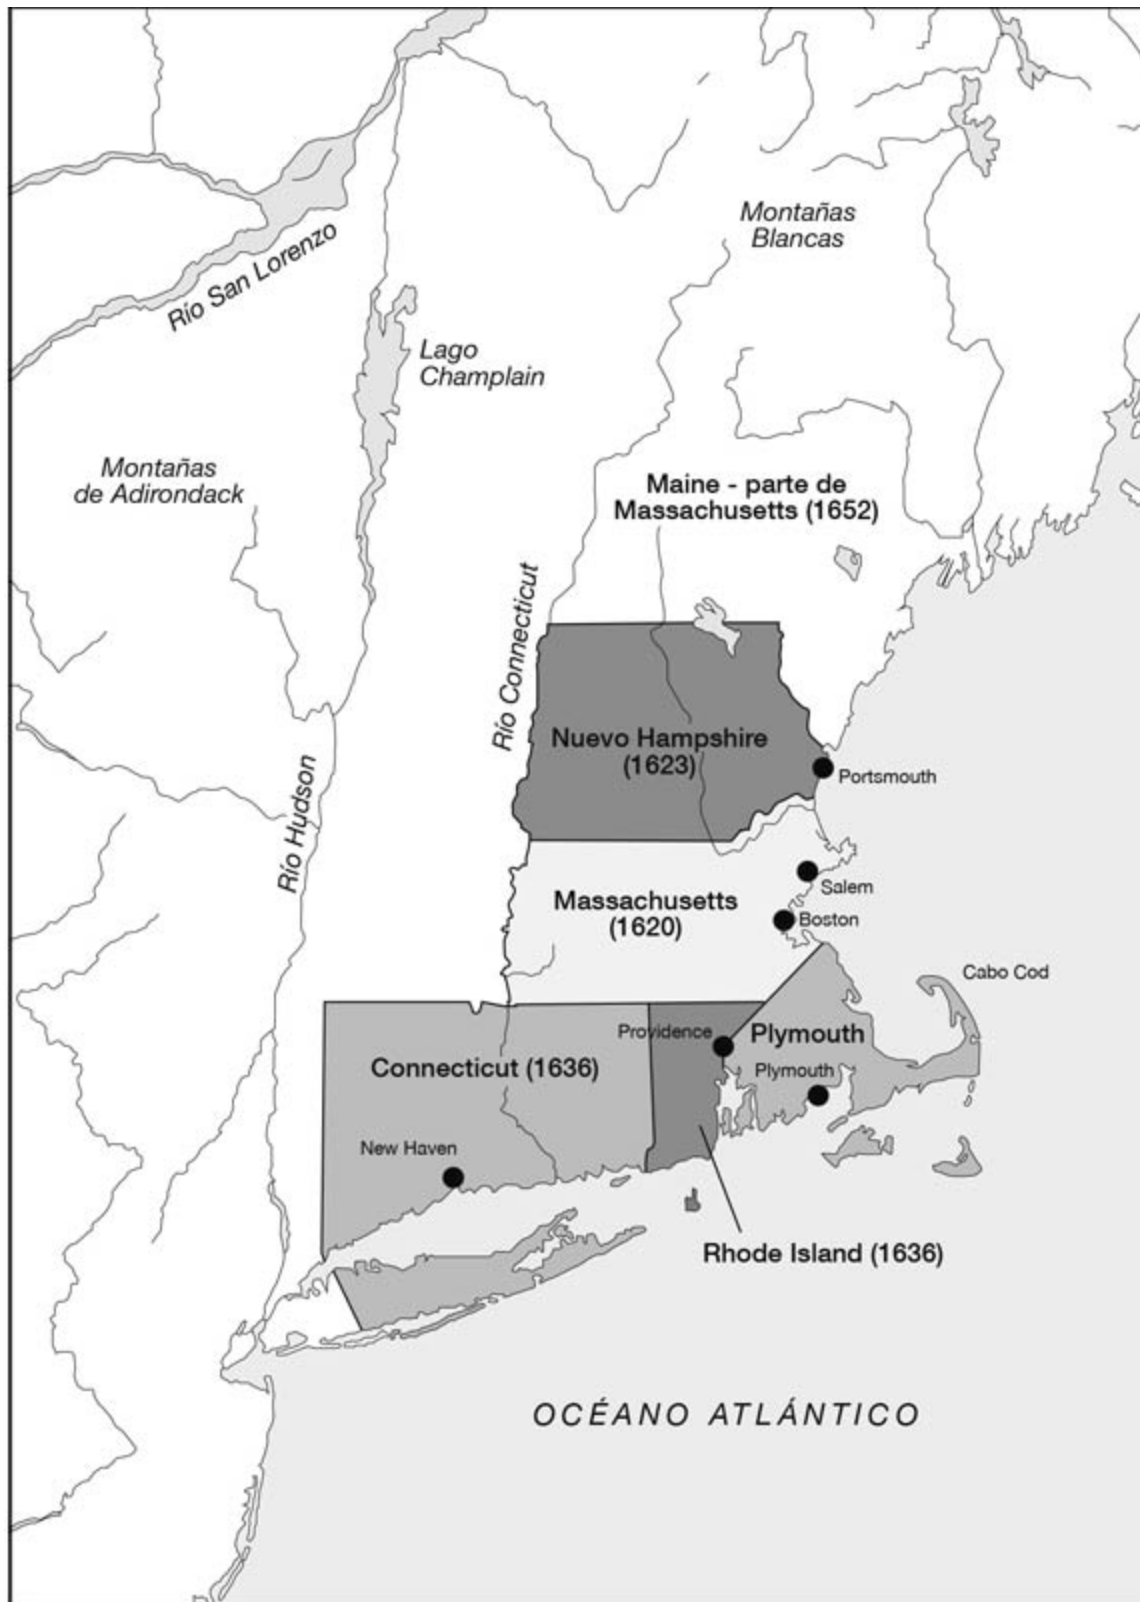 Montañas
Blancas
Río San Lorenzo
Lago
Champlain
Montañas
de Adirondack
Maine - parte de
Massachusetts (1652)
Río Connecticut
Nuevo Hampshire
(1623)
Portsmouth
Río Hudson
Salem
Massachusetts
(1620)
Boston
Cabo Cod
Providence
Plymouth
Connecticut (1636)
Plymouth
New Haven
Rhode Island (1636)
OCÉANO ATLÁNTICO